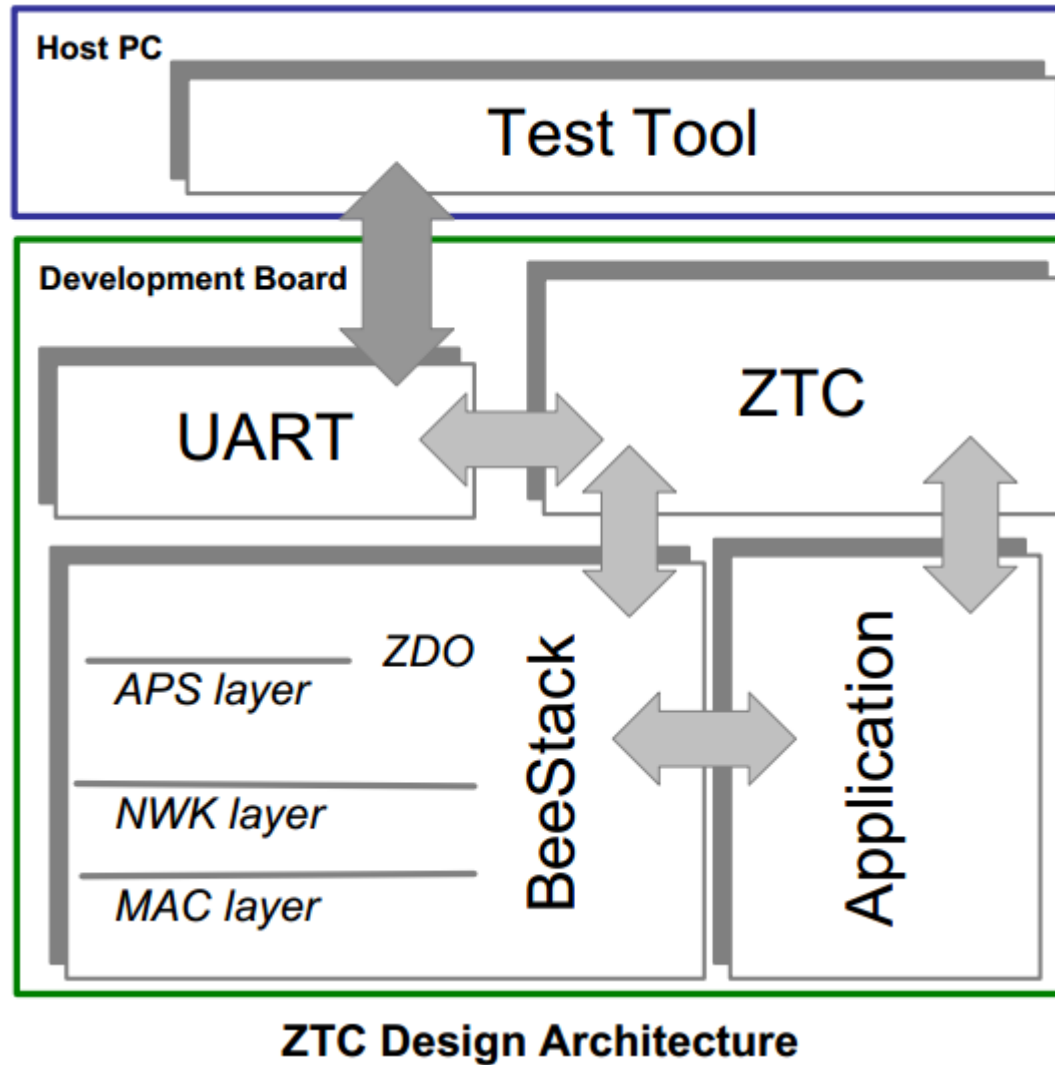 Host PC
Test Tool
Development Board
UART
ZTC
ZDO
APS layer
NWK layer
MAC layer
BeeStack
Application
ZTC Design Architecture